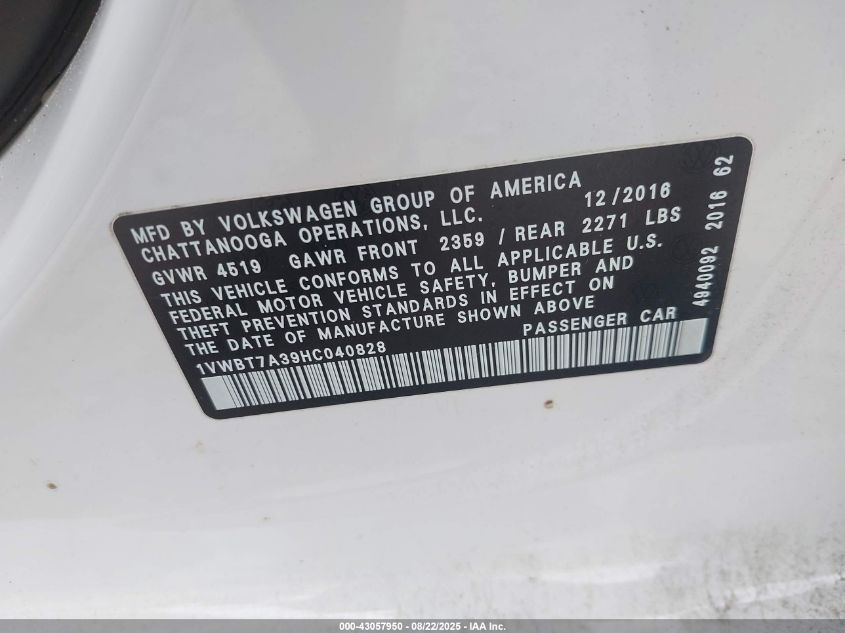 MFD BY VOLKSWAGEN GROUP OF AMERICA 12/2016
CHATTANOOGA OPERATIONS, LLC.
GVWR 4519 GAWR FRONT 2359 / REAR 2271 LBS
THIS VEHICLE CONFORMS TO ALL APPLICABLE U.S.
FEDERAL MOTOR VEHICLE SAFETY, BUMPER AND
THEFT PREVENTION STANDARDS IN EFFECT ON
THE DATE OF MANUFACTURE SHOWN ABOVE
1VWBT7A39HC040828 PASSENGER CAR
4940092 2016 62
000-43057950 - 08/22/2025 - IAA Inc.